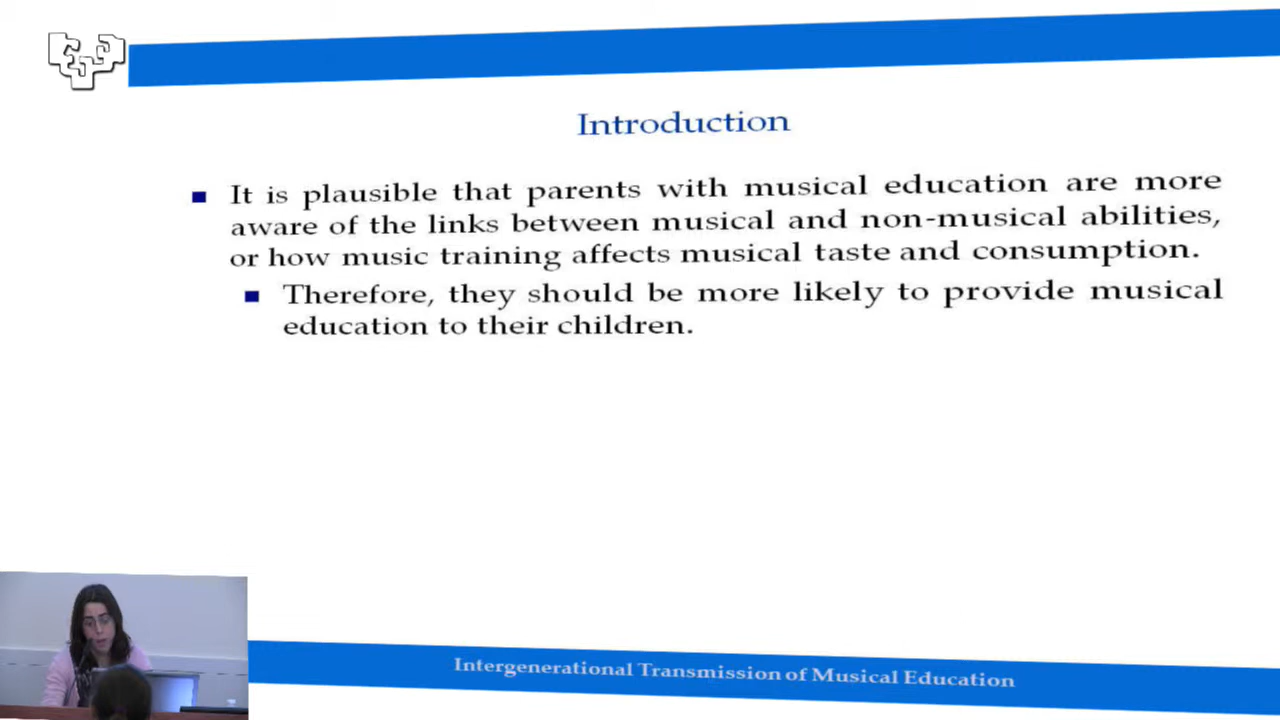 Introduction
It is plausible that parents with musical education are more
aware of the links between musical and non-musical abilities,
or how music training affects musical taste and consumption.
Therefore, they should be more likely to provide musical
education to their children.
Intergenerational Transmission of Musical Education